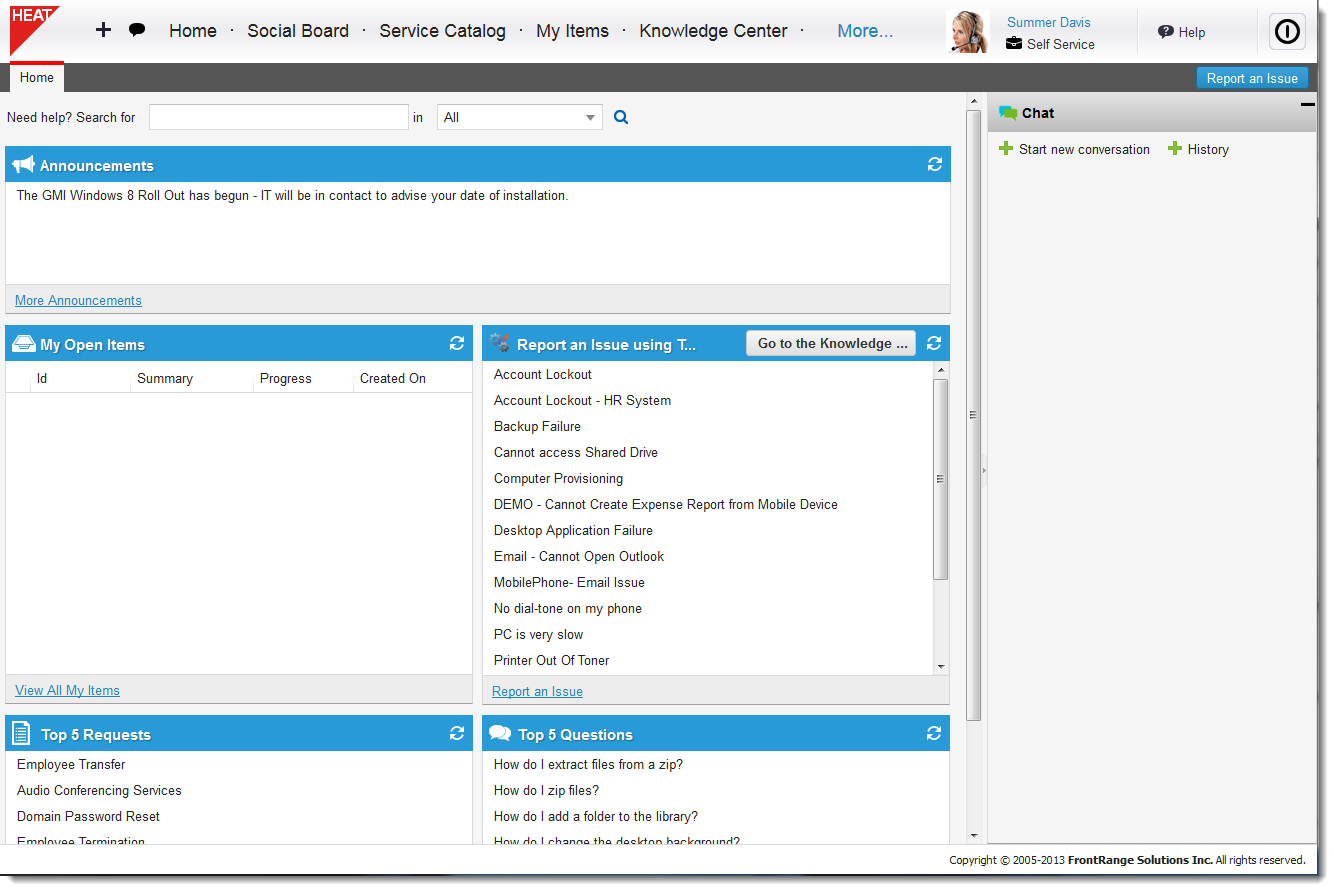 HEAT
Home · Social Board · Service Catalog · My Items · Knowledge Center · More...
Summer Davis
Self Service
Help
Home
Report an Issue
Need help? Search for in All
Chat
Start new conversation
History
Announcements
The GMI Windows 8 Roll Out has begun - IT will be in contact to advise your date of installation.
More Announcements
My Open Items
Id Summary Progress Created On
View All My Items
Report an Issue using T...
Go to the Knowledge ...
Account Lockout
Account Lockout - HR System
Backup Failure
Cannot access Shared Drive
Computer Provisioning
DEMO - Cannot Create Expense Report from Mobile Device
Desktop Application Failure
Email - Cannot Open Outlook
MobilePhone- Email Issue
No dial-tone on my phone
PC is very slow
Printer Out Of Toner
Report an Issue
Top 5 Requests
Employee Transfer
Audio Conferencing Services
Domain Password Reset
Employee Termination
Top 5 Questions
How do I extract files from a zip?
How do I zip files?
How do I add a folder to the library?
How do I change the desktop background?
Copyright © 2005-2013 FrontRange Solutions Inc. All rights reserved.